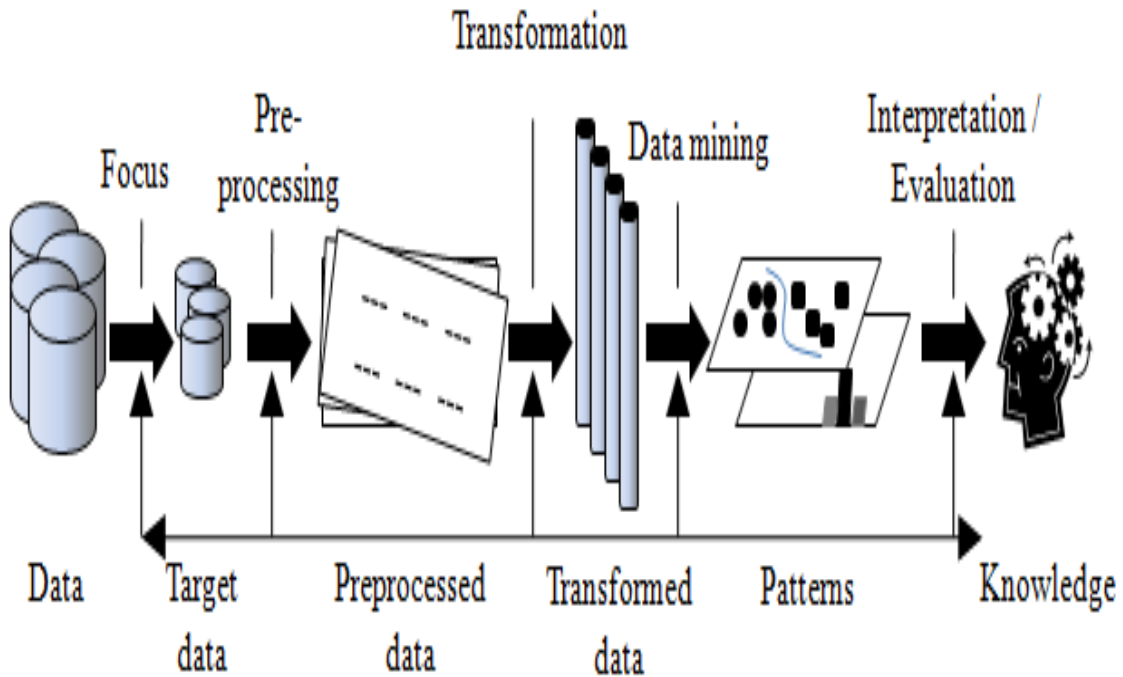 Transformation
Pre-
processing
Focus
Data mining
Interpretation /
Evaluation
Data
Target
data
Preprocessed
data
Transformed
data
Patterns
Knowledge